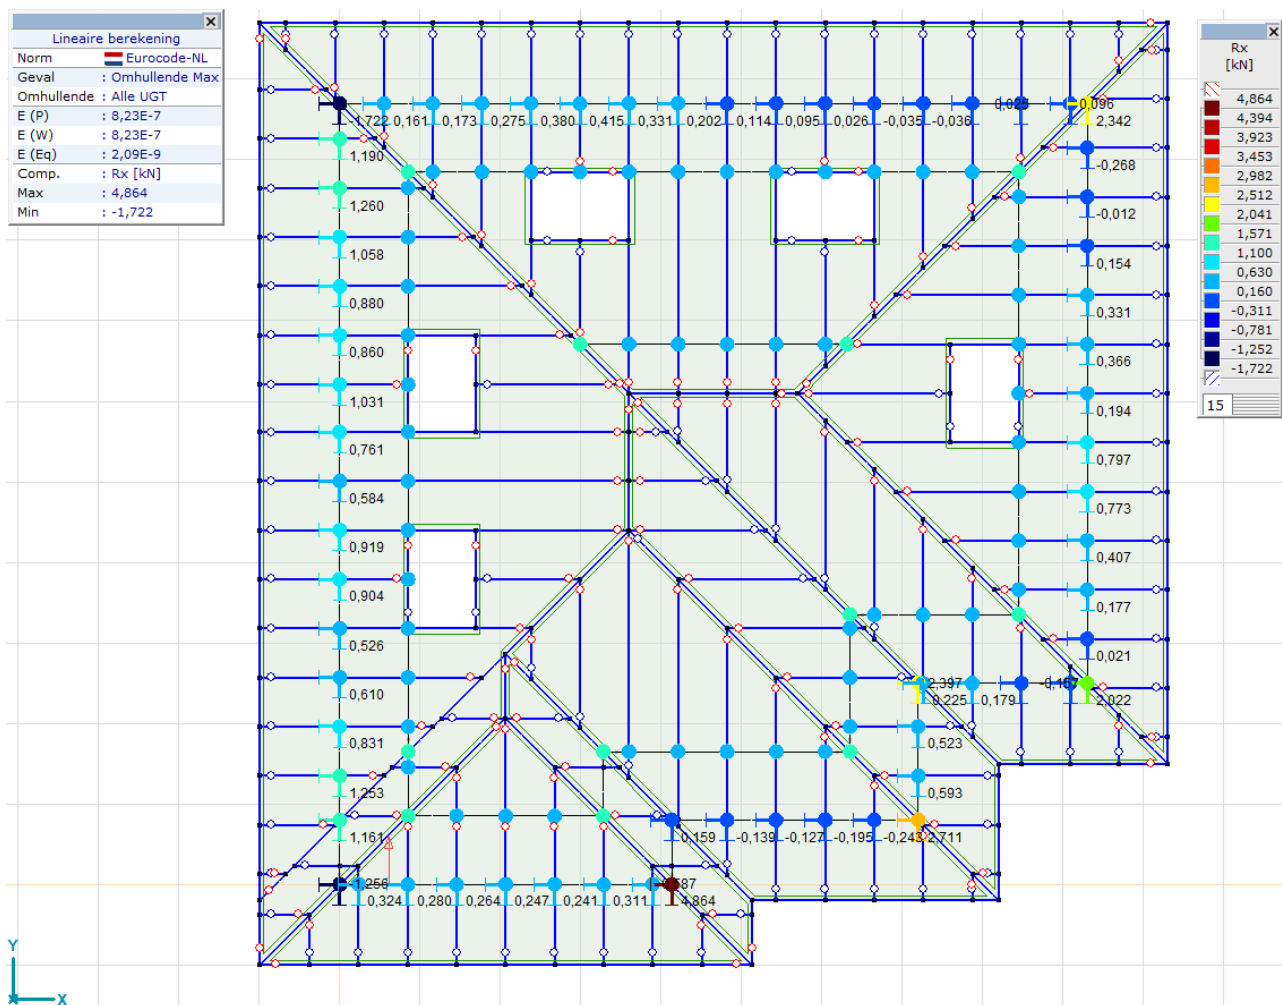 Lineaire berekening
Norm Eurocode-NL
Geval : Omhullende Max
Omhullende : Alle UGT
E (P) : 8,23E-7
E (W) : 8,23E-7
E (Eq) : 2,09E-9
Comp. : Rx [kN]
Max : 4,864
Min : -1,722
Rx
[kN]
4,864
4,394
3,923
3,453
2,982
2,512
2,041
1,571
1,100
0,630
0,160
-0,311
-0,781
-1,252
-1,722
15
0,025 0,096
-1,722 0,161 0,173 0,275 0,380 0,415 0,331 0,202 0,114 0,095 0,026 -0,035 -0,036 2,342
1,190 -0,268
1,260 -0,012
1,058 0,154
0,880 0,331
0,860 0,366
1,031 0,194
0,761 0,797
0,584 0,773
0,919 0,407
0,904 0,177
0,526 0,021
0,610 2,397
0,225 0,179 2,022
0,831 0,523
1,253 0,593
1,161 0,159 -0,139 -0,127 -0,195 -0,243 2,711
-1,256
0,324 0,280 0,264 0,247 0,241 0,311 4,864
Y
X